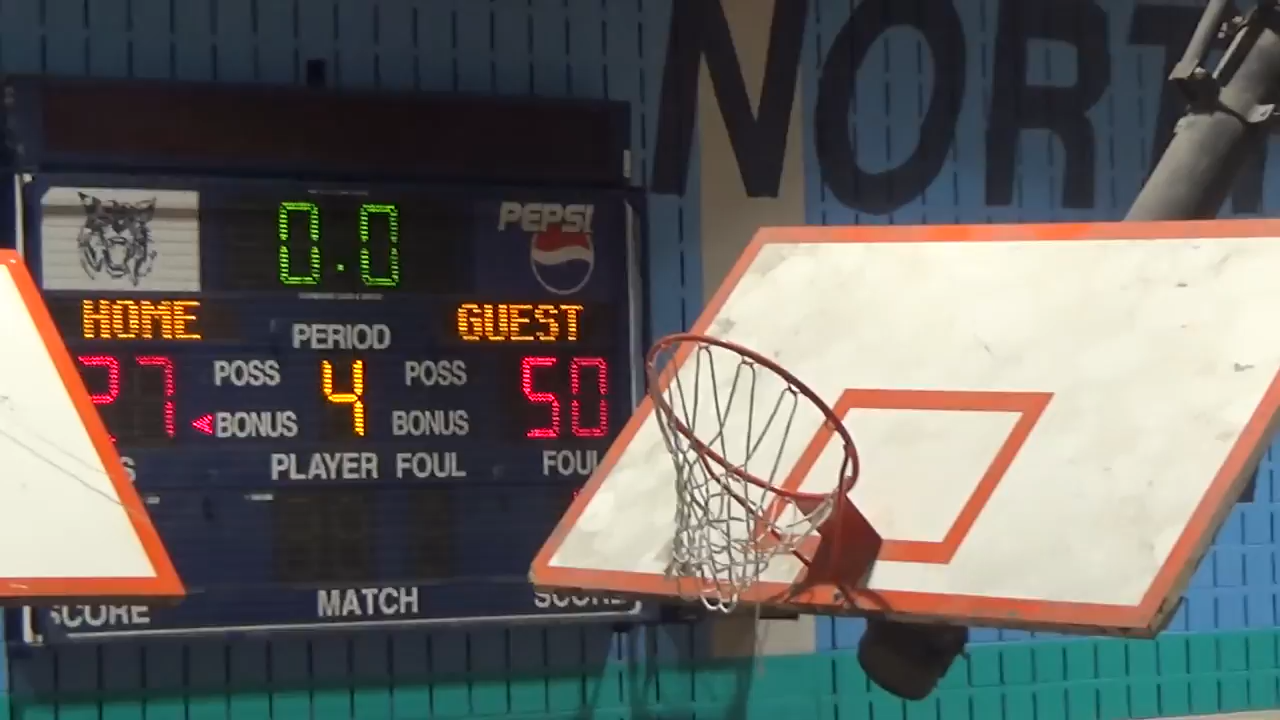 NORT
0.0
PEPSI
HOME
GUEST
PERIOD
27
POSS
4
POSS
50
BONUS
BONUS
PLAYER FOUL
FOUL
MATCH
SCORE
SCORE